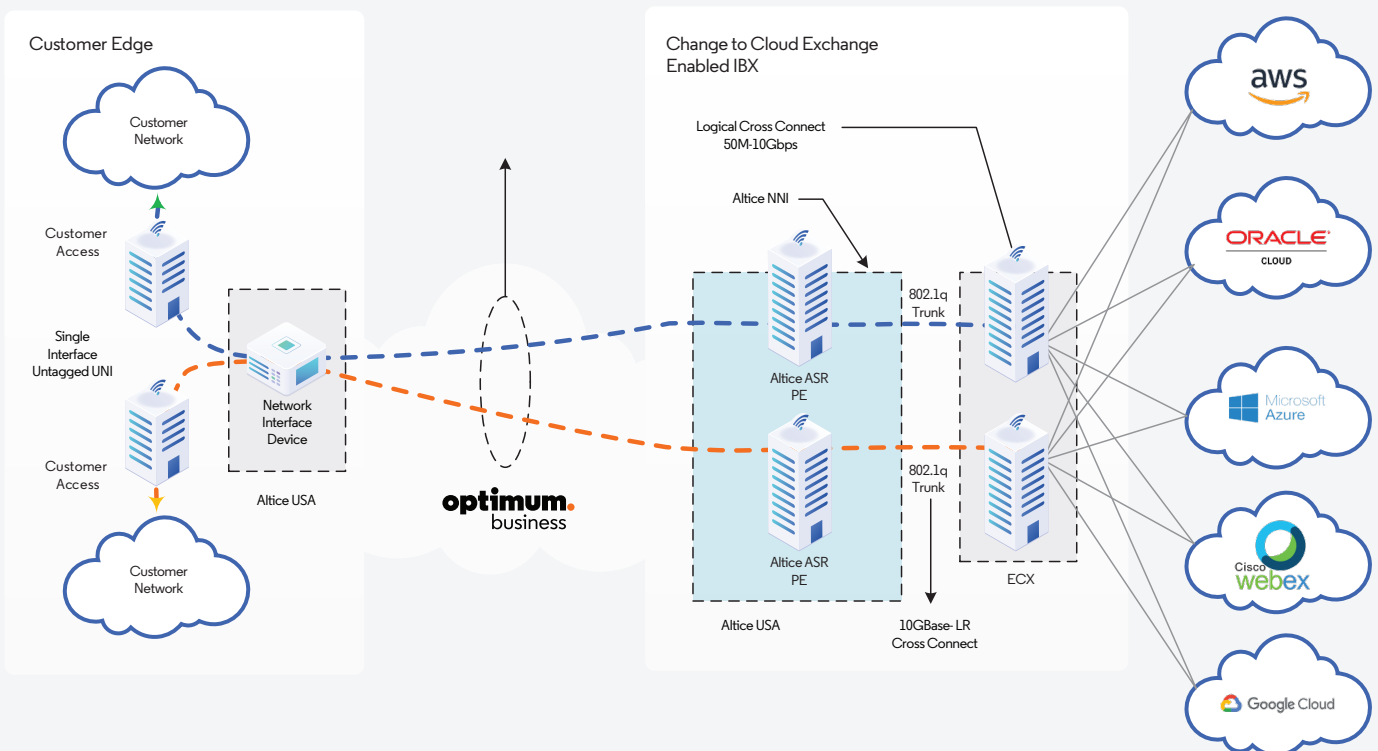 Customer Edge
Customer
Network
Customer
Access
Single
Interface
Untagged UNI
Customer
Access
Customer
Network
Network
Interface
Device
Altice USA
optimum.
business
Change to Cloud Exchange
Enabled IBX
Logical Cross Connect
50M-10Gbps
Altice NNI
802.1q
Trunk
Altice ASR
PE
802.1q
Trunk
Altice ASR
PE
ECX
Altice USA
10GBase- LR
Cross Connect
aws
ORACLE
CLOUD
Microsoft
Azure
Cisco
webex
Google Cloud